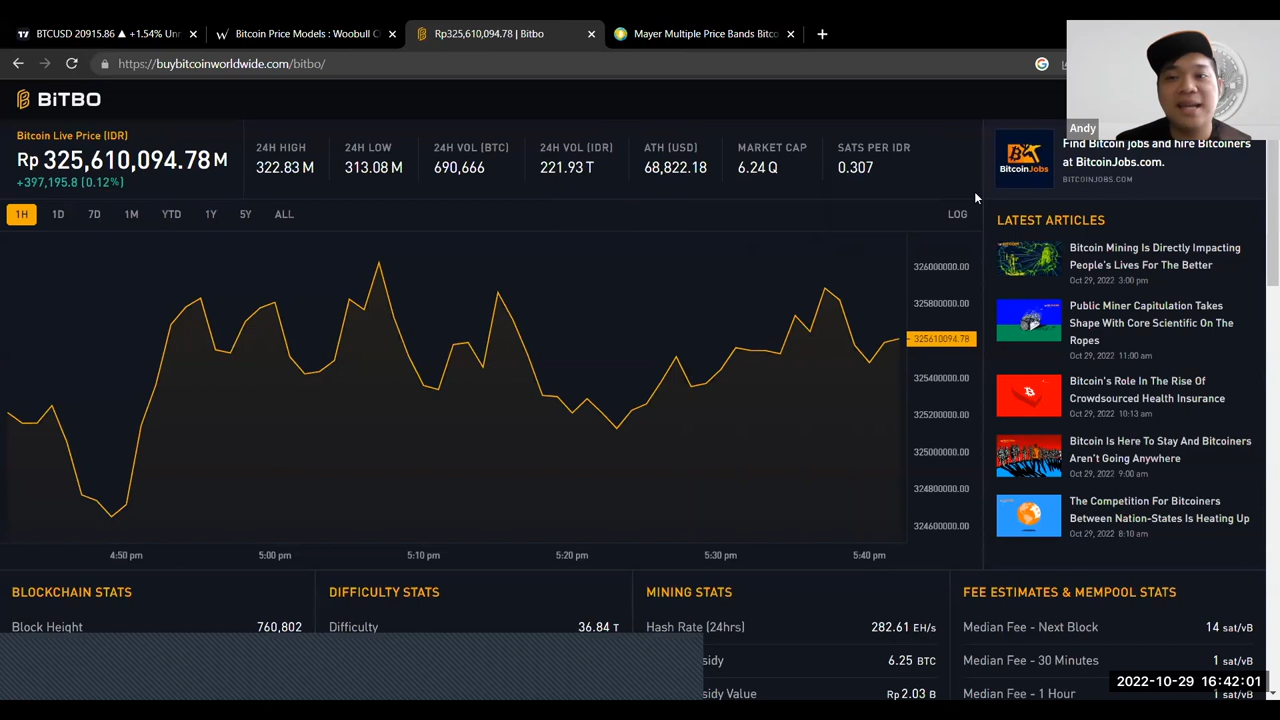 BTCUSD 20915.86 ▲ +1.54% Unn
Bitcoin Price Models : Woobull C
Rp325,610,094.78 | Bitbo
Mayer Multiple Price Bands Bitco
https://buybitcoinworldwide.com/bitbo/
BiTBO
Bitcoin Live Price (IDR)
Rp 325,610,094.78 M
+397,195.8 (0.12%)
24H HIGH
322.83 M
24H LOW
313.08 M
24H VOL (BTC)
690,666
24H VOL (IDR)
221.93 T
ATH (USD)
68,822.18
MARKET CAP
6.24 Q
SATS PER IDR
0.307
Andy
BitcoinJobs
Find Bitcoin jobs and hire Bitcoiners
at BitcoinJobs.com.
BITCOINJOBS.COM
1H 1D 7D 1M YTD 1Y 5Y ALL
LOG
326000000.00
325800000.00
325610094.78
325400000.00
325200000.00
325000000.00
324800000.00
324600000.00
4:50 pm 5:00 pm 5:10 pm 5:20 pm 5:30 pm 5:40 pm
LATEST ARTICLES
Bitcoin Mining Is Directly Impacting
People's Lives For The Better
Oct 29, 2022 3:00 pm
Public Miner Capitulation Takes
Shape With Core Scientific On The
Ropes
Oct 29, 2022 11:00 am
Bitcoin's Role In The Rise Of
Crowdsourced Health Insurance
Oct 29, 2022 10:13 am
Bitcoin Is Here To Stay And Bitcoiners
Aren't Going Anywhere
Oct 29, 2022 9:00 am
The Competition For Bitcoiners
Between Nation-States Is Heating Up
Oct 29, 2022 8:10 am
BLOCKCHAIN STATS
Block Height 760,802
DIFFICULTY STATS
Difficulty 36.84 T
MINING STATS
Hash Rate (24hrs) 282.61 EH/s
sidy 6.25 BTC
sidy Value Rp 2.03 B
FEE ESTIMATES & MEMPOOL STATS
Median Fee - Next Block 14 sat/vB
Median Fee - 30 Minutes 1 sat/vB
Median Fee - 1 Hour 1 sat/vB
2022-10-29 16:42:01